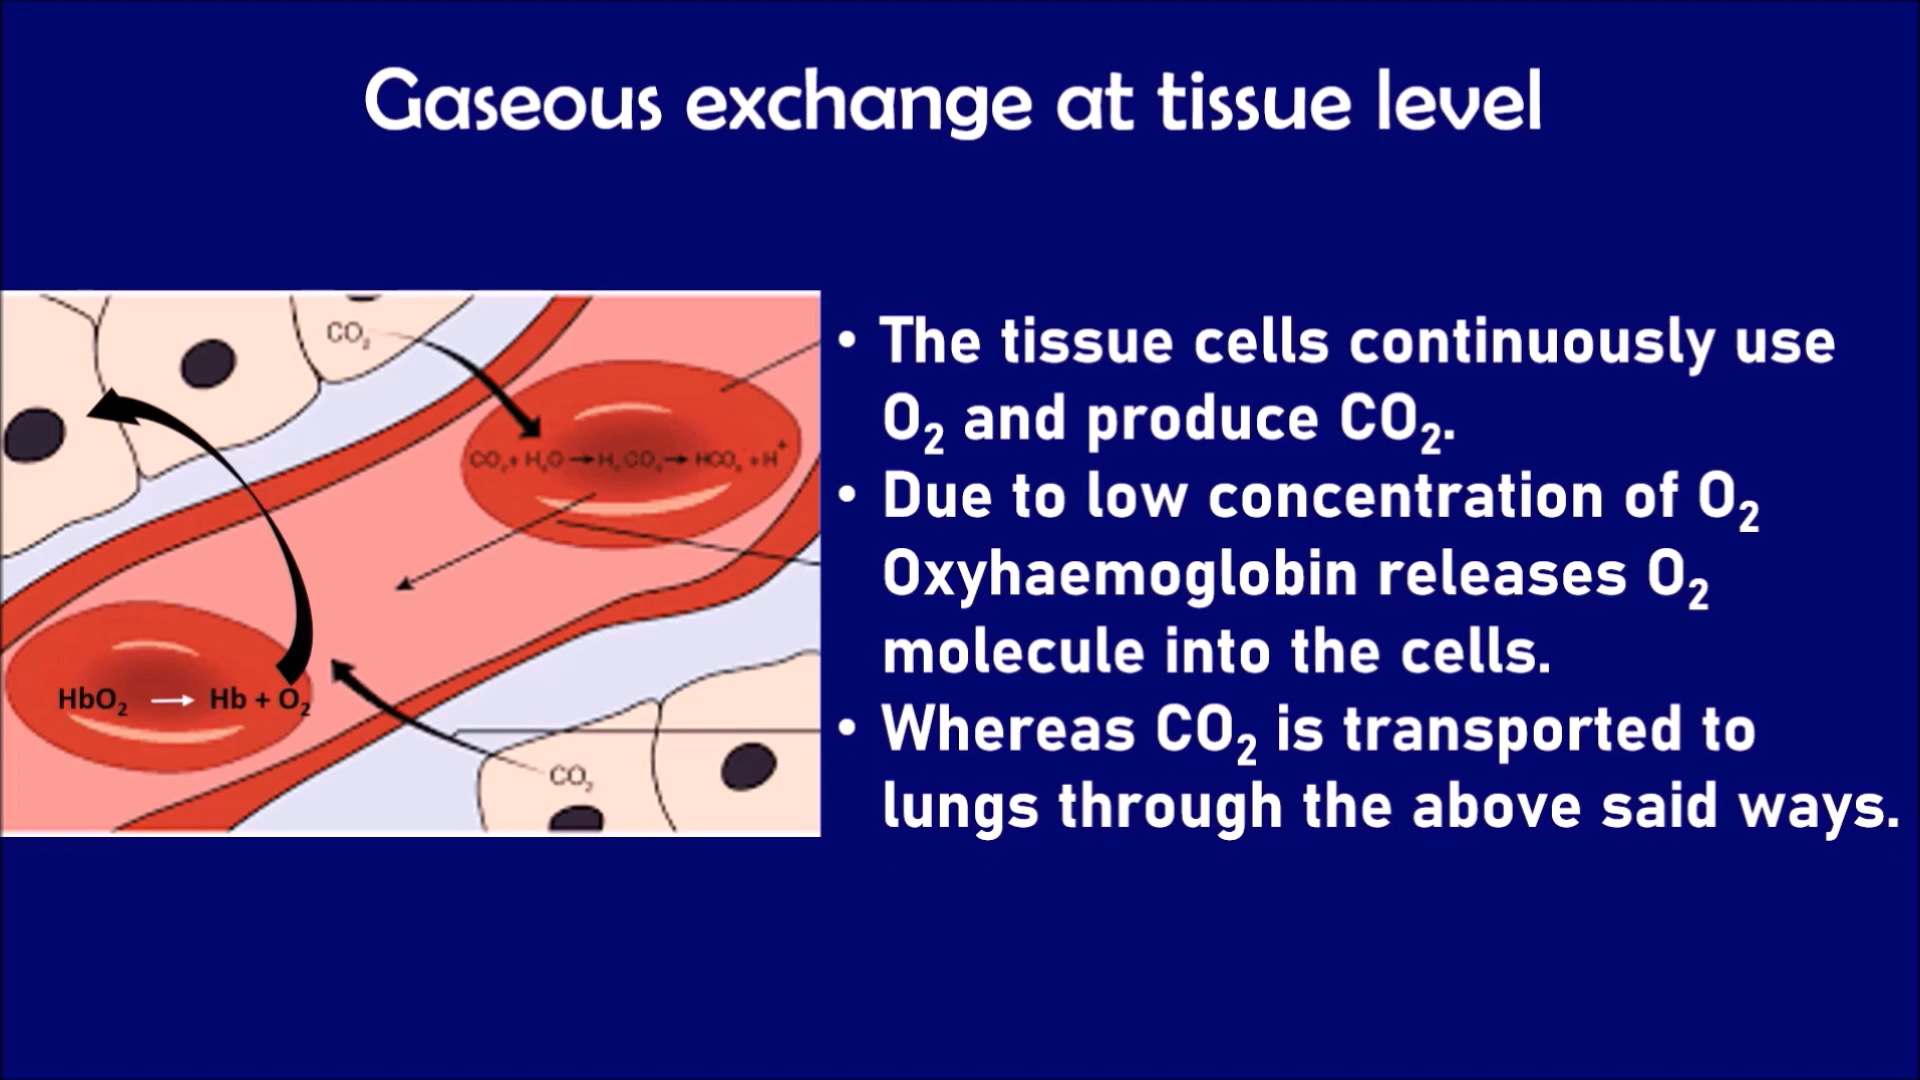 Gaseous exchange at tissue level
CO₂
CO₂ + H₂O → H₂CO₃ → HCO₃ + H⁺
HbO₂ → Hb + O₂
CO₂
• The tissue cells continuously use
O₂ and produce CO₂.
• Due to low concentration of O₂
Oxyhaemoglobin releases O₂
molecule into the cells.
• Whereas CO₂ is transported to
lungs through the above said ways.